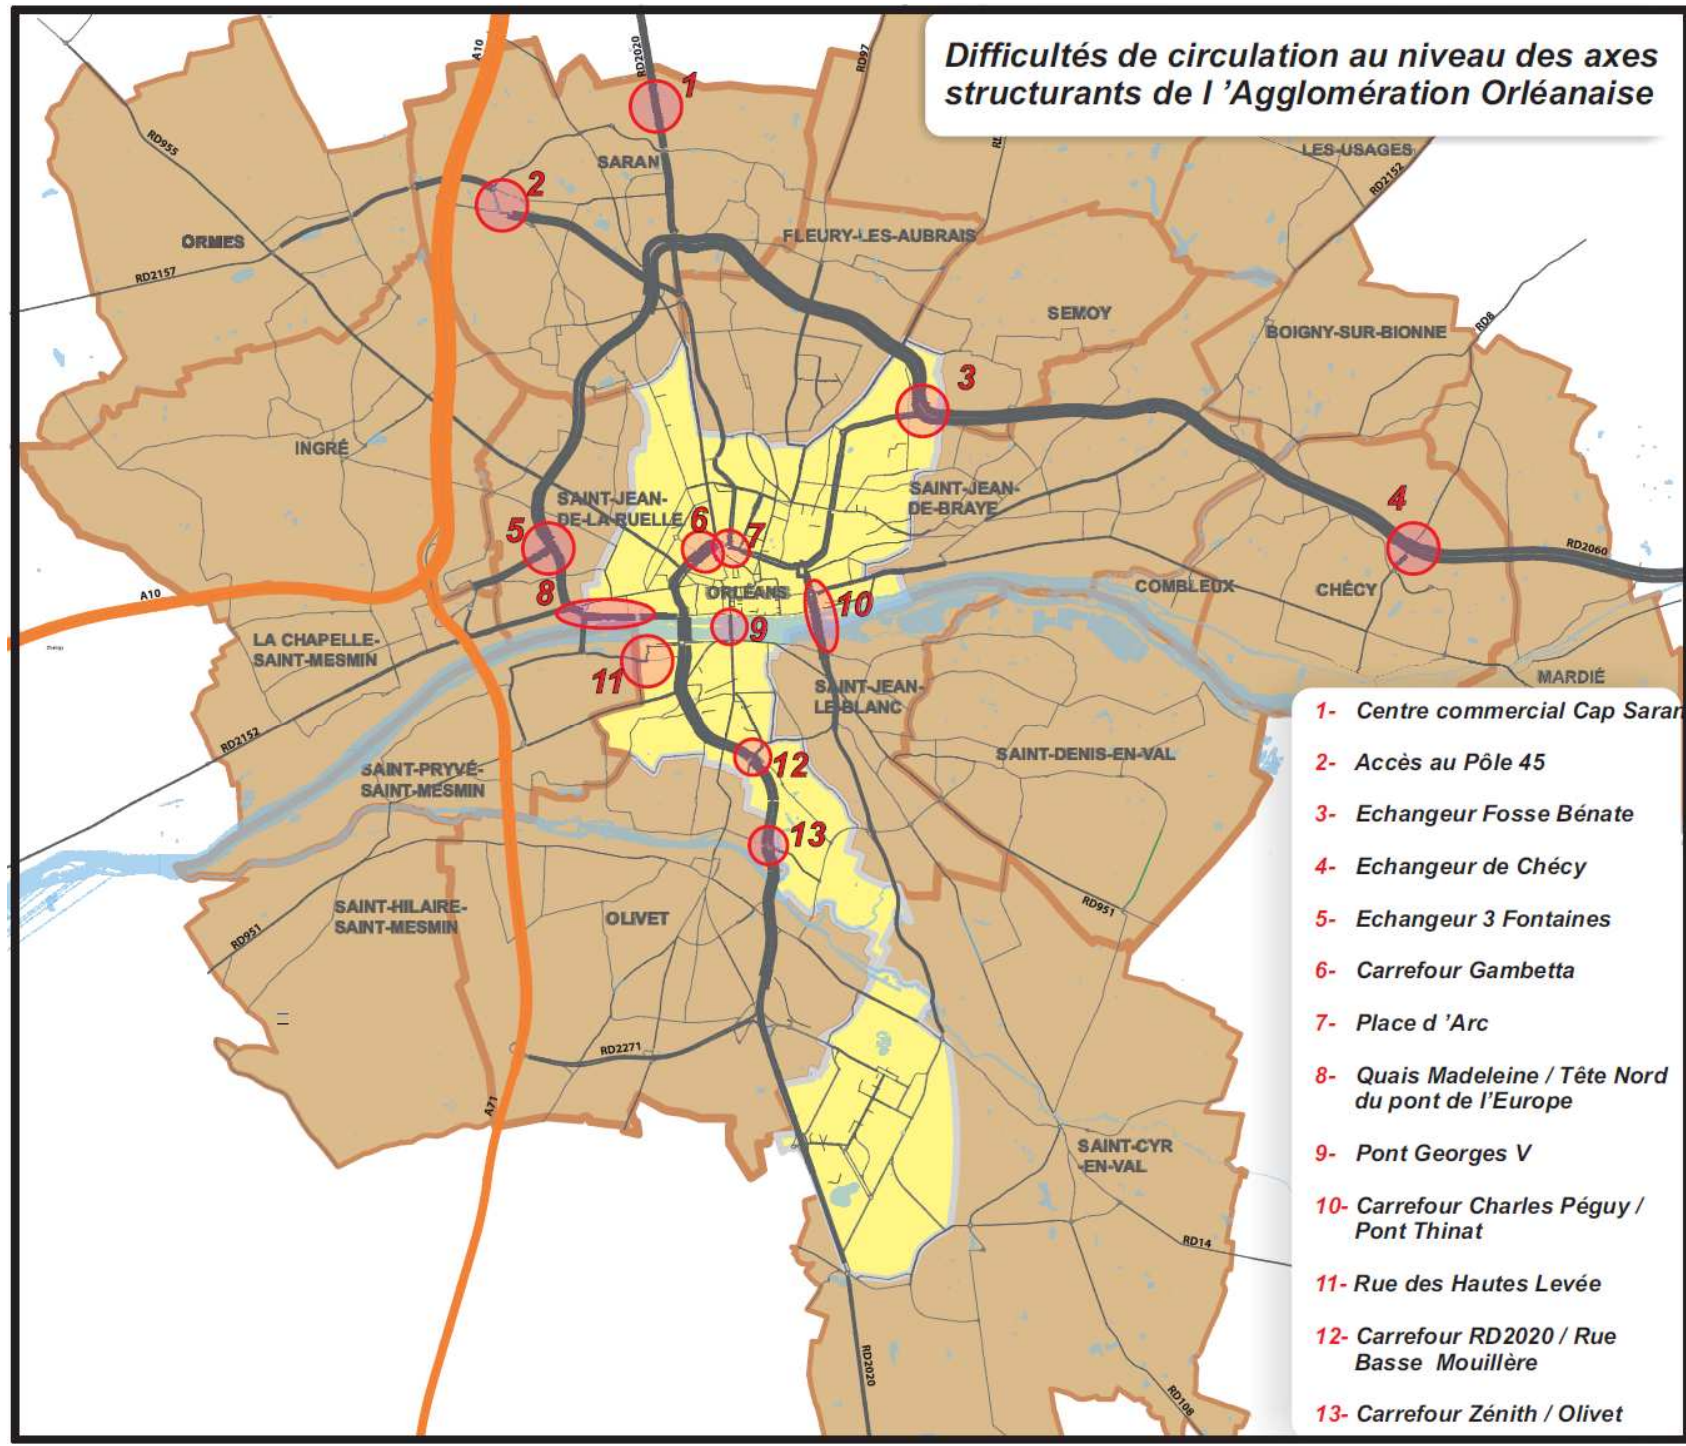 Difficultés de circulation au niveau des axes
structurants de l ’Agglomération Orléanaise
A10
RD2020
1
RD97
RD955
SARAN
LES-USAGES
RD2152
2
ORMES
FLEURY-LES-AUBRAIS
RD2157
SEMOY
BOIGNY-SUR-BIONNE
RD8
3
INGRÉ
SAINT-JEAN-
DE-LA-RUELLE
SAINT-JEAN-
DE-BRAYE
4
5
6
7
RD2060
A10
8
ORLÉANS
10
COMBLEUX
CHÉCY
9
LA CHAPELLE-
SAINT-MESMIN
11
SAINT-JEAN-
LE-BLANC
MARDIÉ
RD2152
SAINT-PRYVÉ-
SAINT-MESMIN
12
SAINT-DENIS-EN-VAL
13
SAINT-HILAIRE-
SAINT-MESMIN
RD951
OLIVET
RD951
RD2271
A71
SAINT-CYR
-EN-VAL
RD14
RD2020
RD108
1- Centre commercial Cap Saran
2- Accès au Pôle 45
3- Echangeur Fosse Bénate
4- Echangeur de Chécy
5- Echangeur 3 Fontaines
6- Carrefour Gambetta
7- Place d ’Arc
8- Quais Madeleine / Tête Nord
du pont de l’Europe
9- Pont Georges V
10- Carrefour Charles Péguy /
Pont Thinat
11- Rue des Hautes Levée
12- Carrefour RD2020 / Rue
Basse Mouillère
13- Carrefour Zénith / Olivet